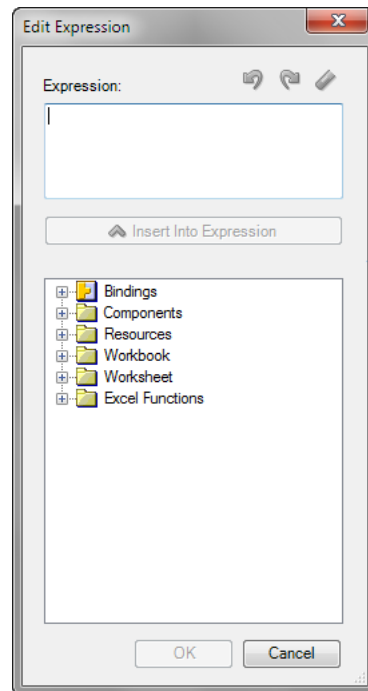 Edit Expression
Expression:
Insert Into Expression
Bindings
Components
Resources
Workbook
Worksheet
Excel Functions
OK
Cancel